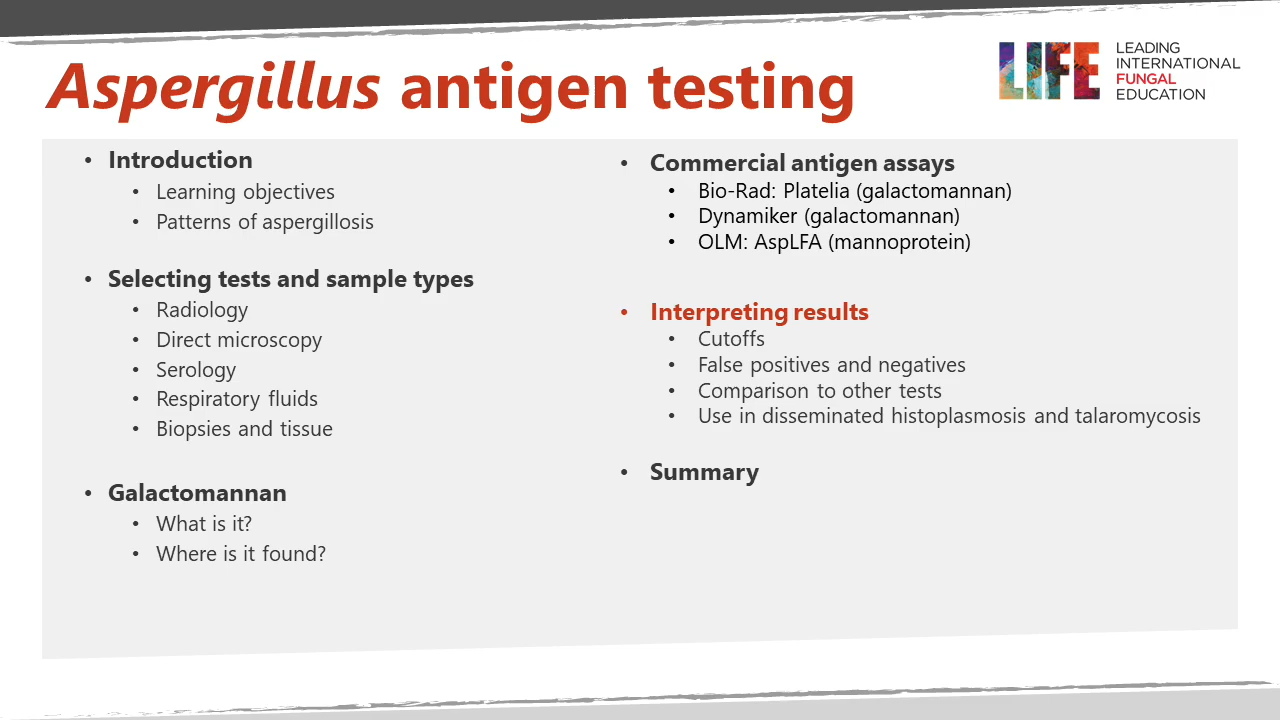 Aspergillus antigen testing
LIFE
LEADING
INTERNATIONAL
FUNGAL
EDUCATION
• Introduction
• Learning objectives
• Patterns of aspergillosis
• Selecting tests and sample types
• Radiology
• Direct microscopy
• Serology
• Respiratory fluids
• Biopsies and tissue
• Galactomannan
• What is it?
• Where is it found?
• Commercial antigen assays
• Bio-Rad: Platelia (galactomannan)
• Dynamiker (galactomannan)
• OLM: AspLFA (mannoprotein)
• Interpreting results
• Cutoffs
• False positives and negatives
• Comparison to other tests
• Use in disseminated histoplasmosis and talaromycosis
• Summary